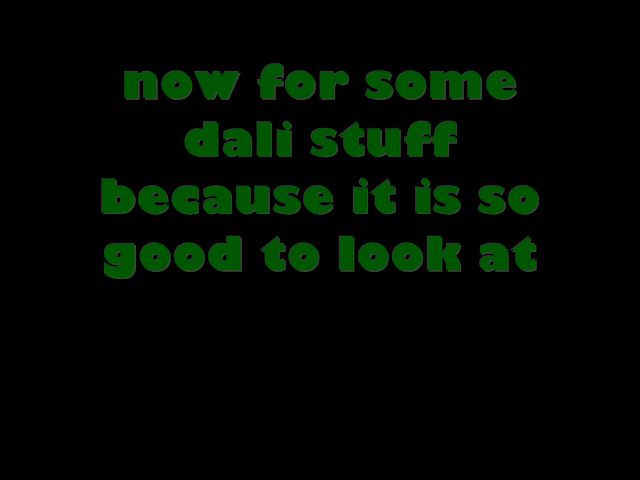 now for some
dali stuff
because it is so
good to look at